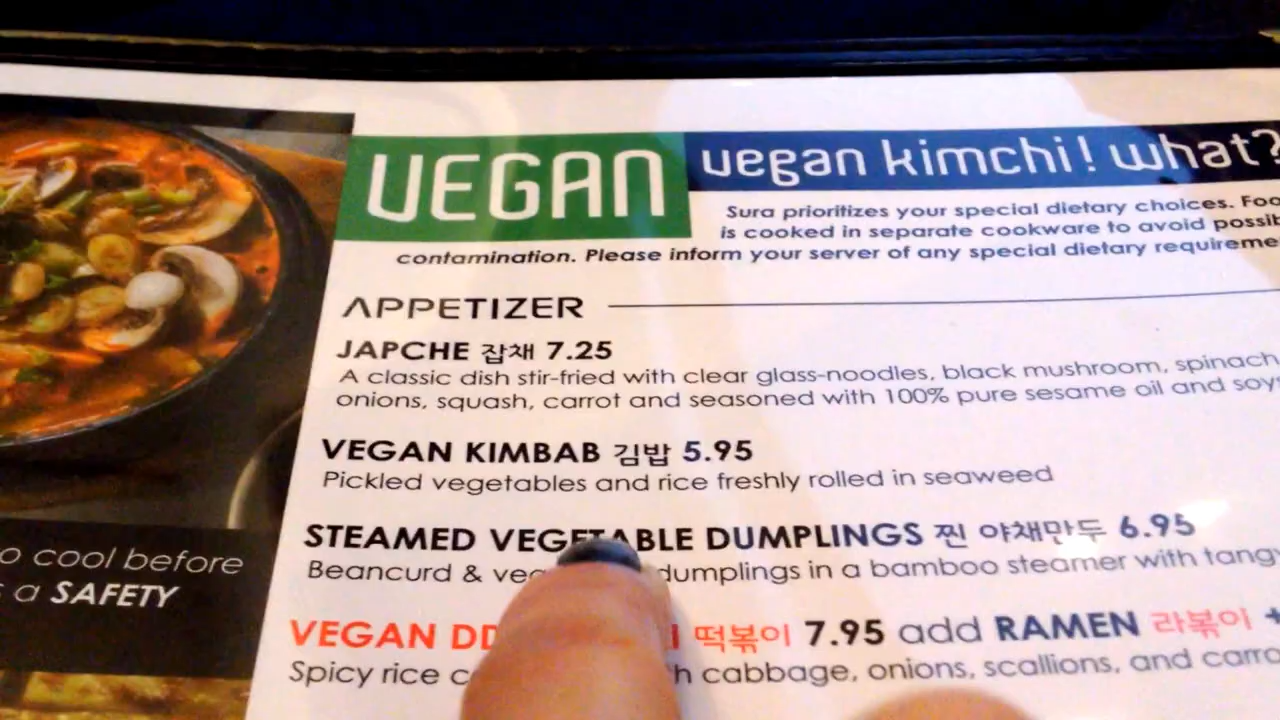 VEGAN vegan kimchi! what?
Sura prioritizes your special dietary choices.
is cooked in separate cookware to avoid
contamination. Please inform your server of any special dietary
APPETIZER
JAPCHE 잡채 7.25
A classic dish stir-fried with clear glass-noodles, black mushroom, spinach
onions, squash, carrot and seasoned with 100% pure sesame oil and
VEGAN KIMBAB 김밥 5.95
Pickled vegetables and rice freshly rolled in seaweed
STEAMED VEGETABLE DUMPLINGS 찐 야채만두 6.95
Beancurd & dumplings in a bamboo steamer with
VEGAN 떡볶이 7.95 add RAMEN 라볶이 +
Spicy rice cabbage, onions, scallions, and
cool before
a SAFETY